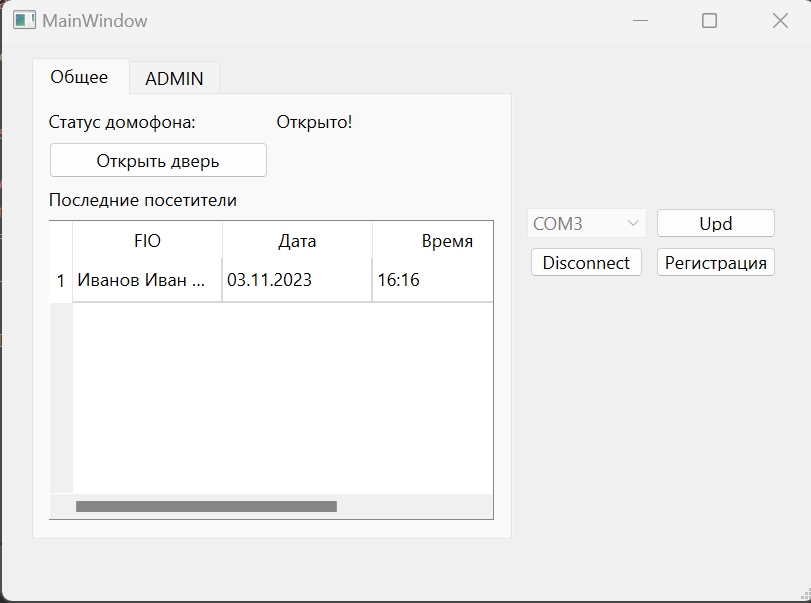 MainWindow
Общее ADMIN
Статус домофона: Открыто!
Открыть дверь
Последние посетители
FIO Дата Время
1 Иванов Иван ... 03.11.2023 16:16
COM3 Upd
Disconnect Регистрация